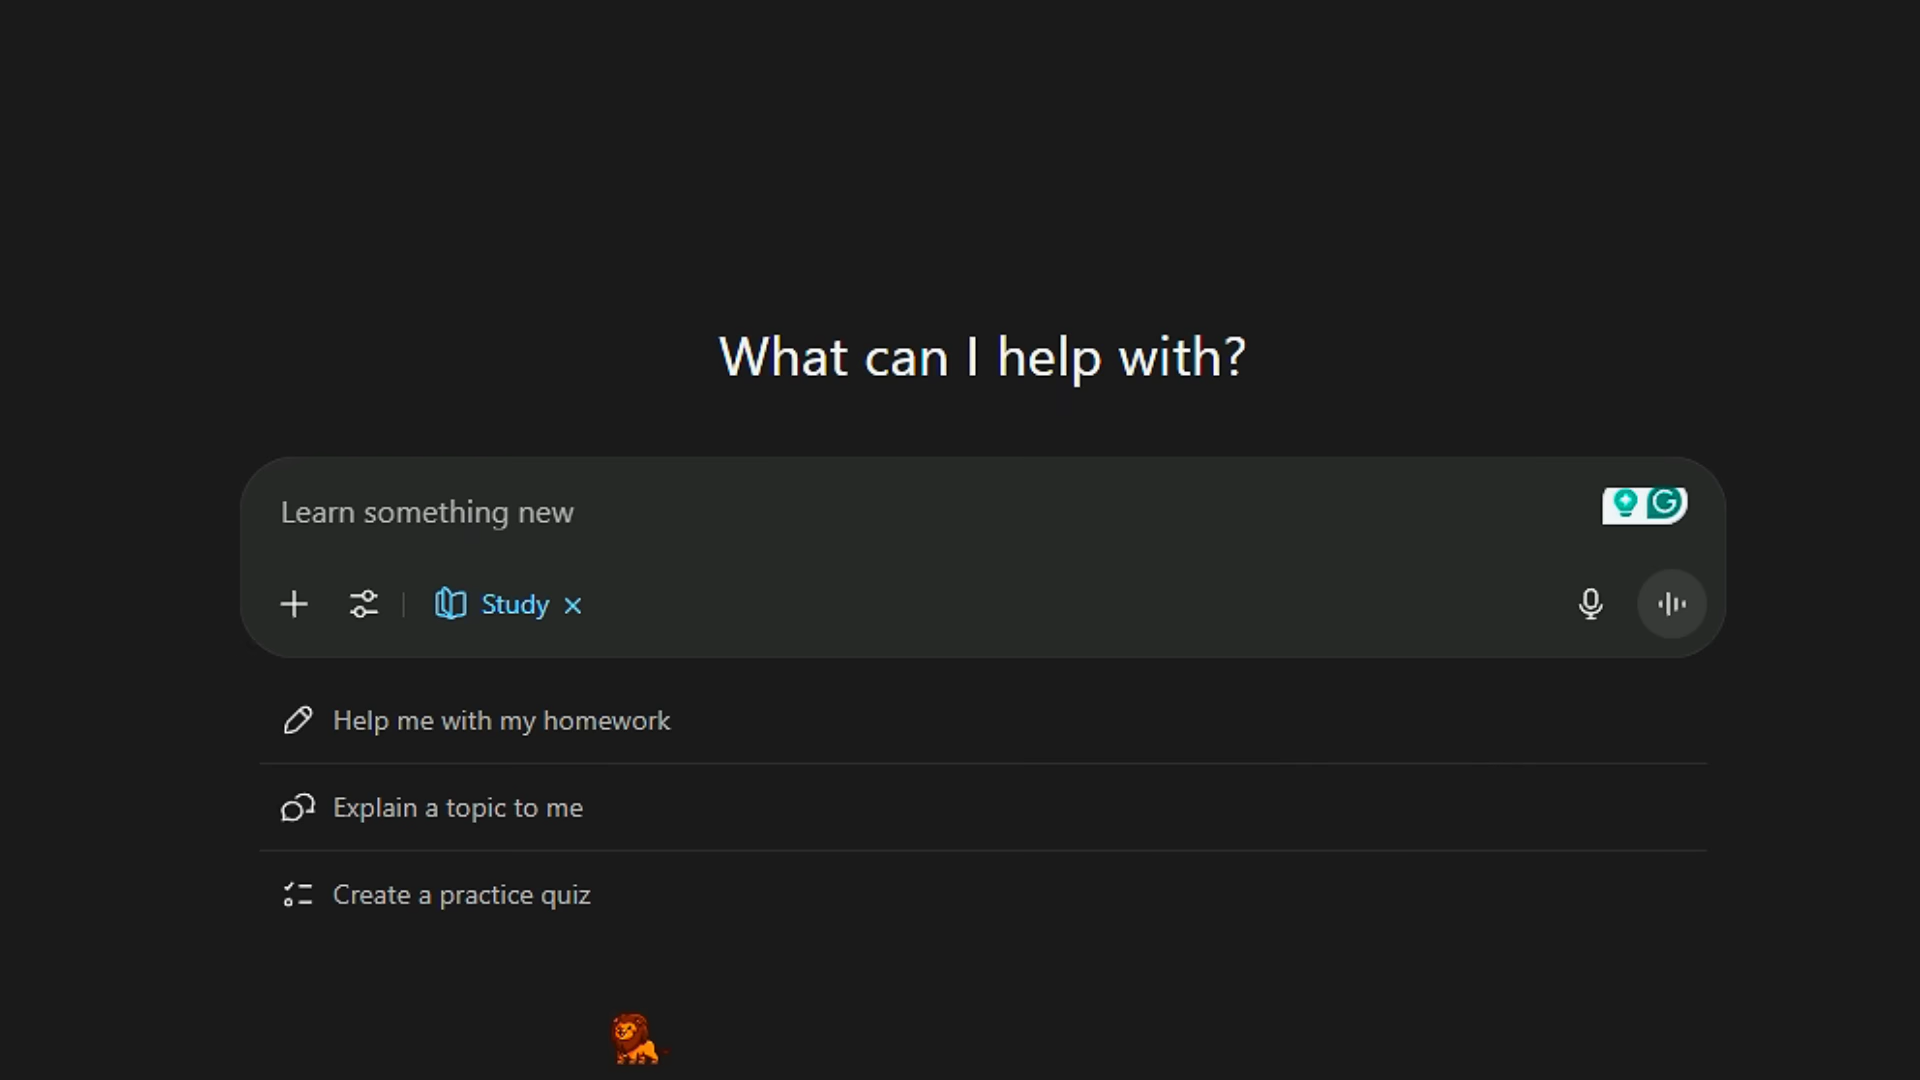 What can I help with?
Learn something new
Study
Help me with my homework
Explain a topic to me
Create a practice quiz